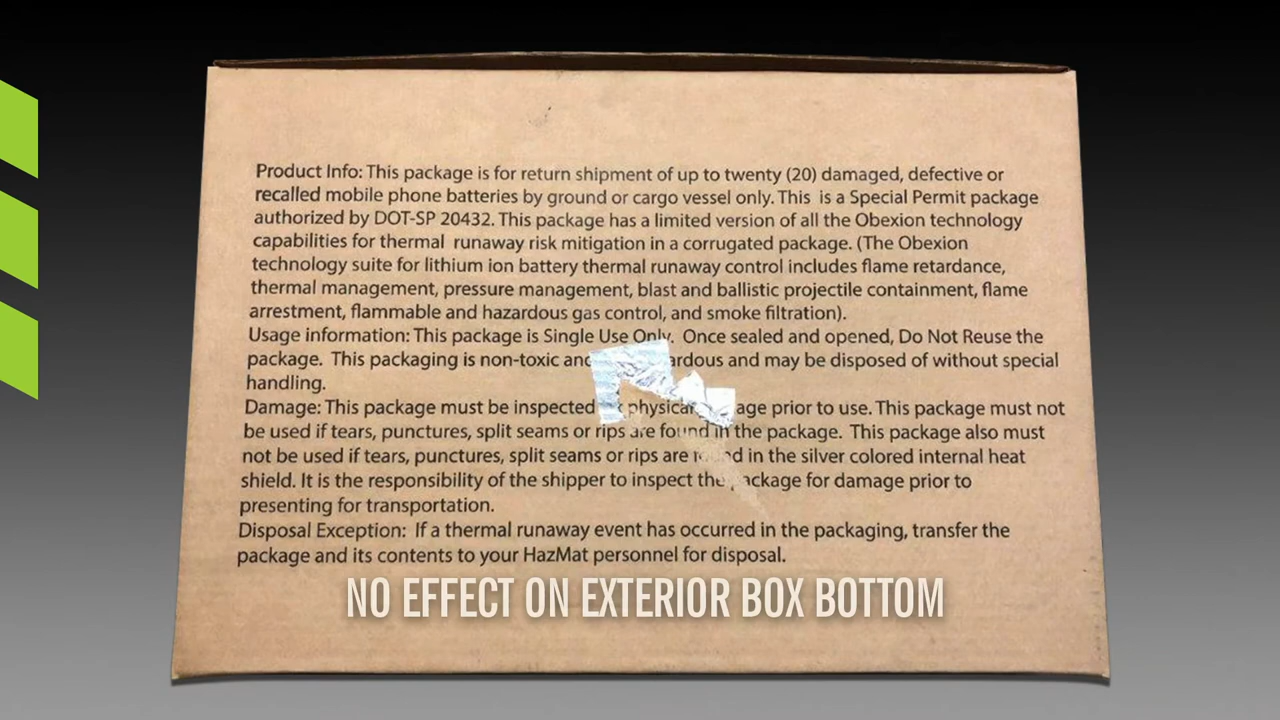 Product Info: This package is for return shipment of up to twenty (20) damaged, defective or
recalled mobile phone batteries by ground or cargo vessel only. This is a Special Permit package
authorized by DOT-SP 20432. This package has a limited version of all the Obexion technology
capabilities for thermal runaway risk mitigation in a corrugated package. (The Obexion
technology suite for lithium ion battery thermal runaway control includes flame retardance,
thermal management, pressure management, blast and ballistic projectile containment, flame
arrestment, flammable and hazardous gas control, and smoke filtration).
Usage information: This package is Single Use Only. Once sealed and opened, Do Not Reuse the
package. This packaging is non-toxic and and may be disposed of without special
handling.
Damage: This package must be inspected physical prior to use. This package must not
be used if tears, punctures, split seams or rips are found in the package. This package also must
not be used if tears, punctures, split seams or rips are found in the silver colored internal heat
shield. It is the responsibility of the shipper to inspect the package for damage prior to
presenting for transportation.
Disposal Exception: If a thermal runaway event has occurred in the packaging, transfer the
package and its contents to your HazMat personnel for disposal.
NO EFFECT ON EXTERIOR BOX BOTTOM